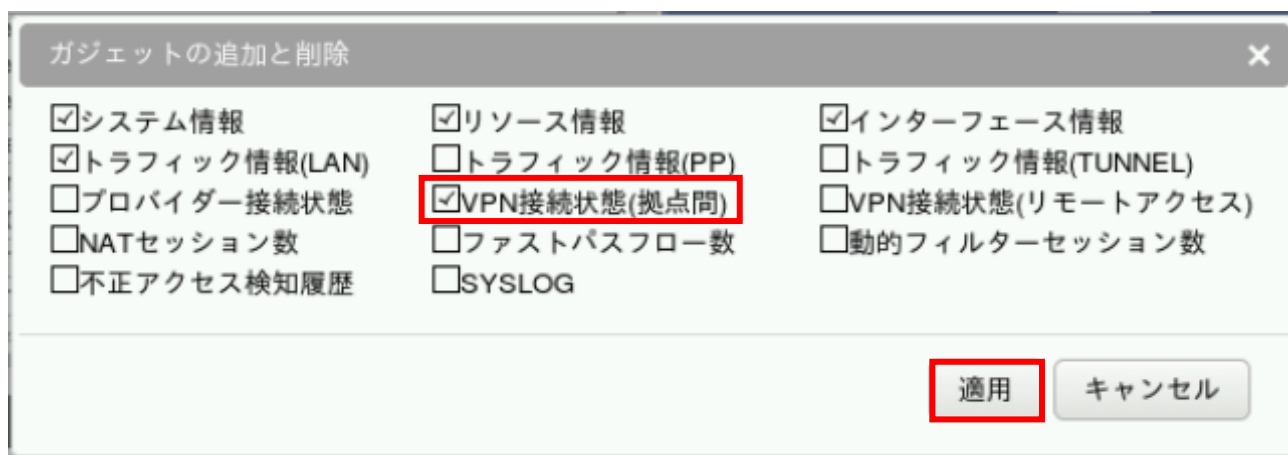 ガジェットの追加と削除 ×
☑システム情報 ☑リソース情報 ☑インターフェース情報
☑トラフィック情報(LAN) ☐トラフィック情報(PP) ☐トラフィック情報(TUNNEL)
☐プロバイダー接続状態 ☑VPN接続状態(拠点間) ☐VPN接続状態(リモートアクセス)
☐NATセッション数 ☐ファストパスフロー数 ☐動的フィルターセッション数
☐不正アクセス検知履歴 ☐SYSLOG
適用 キャンセル